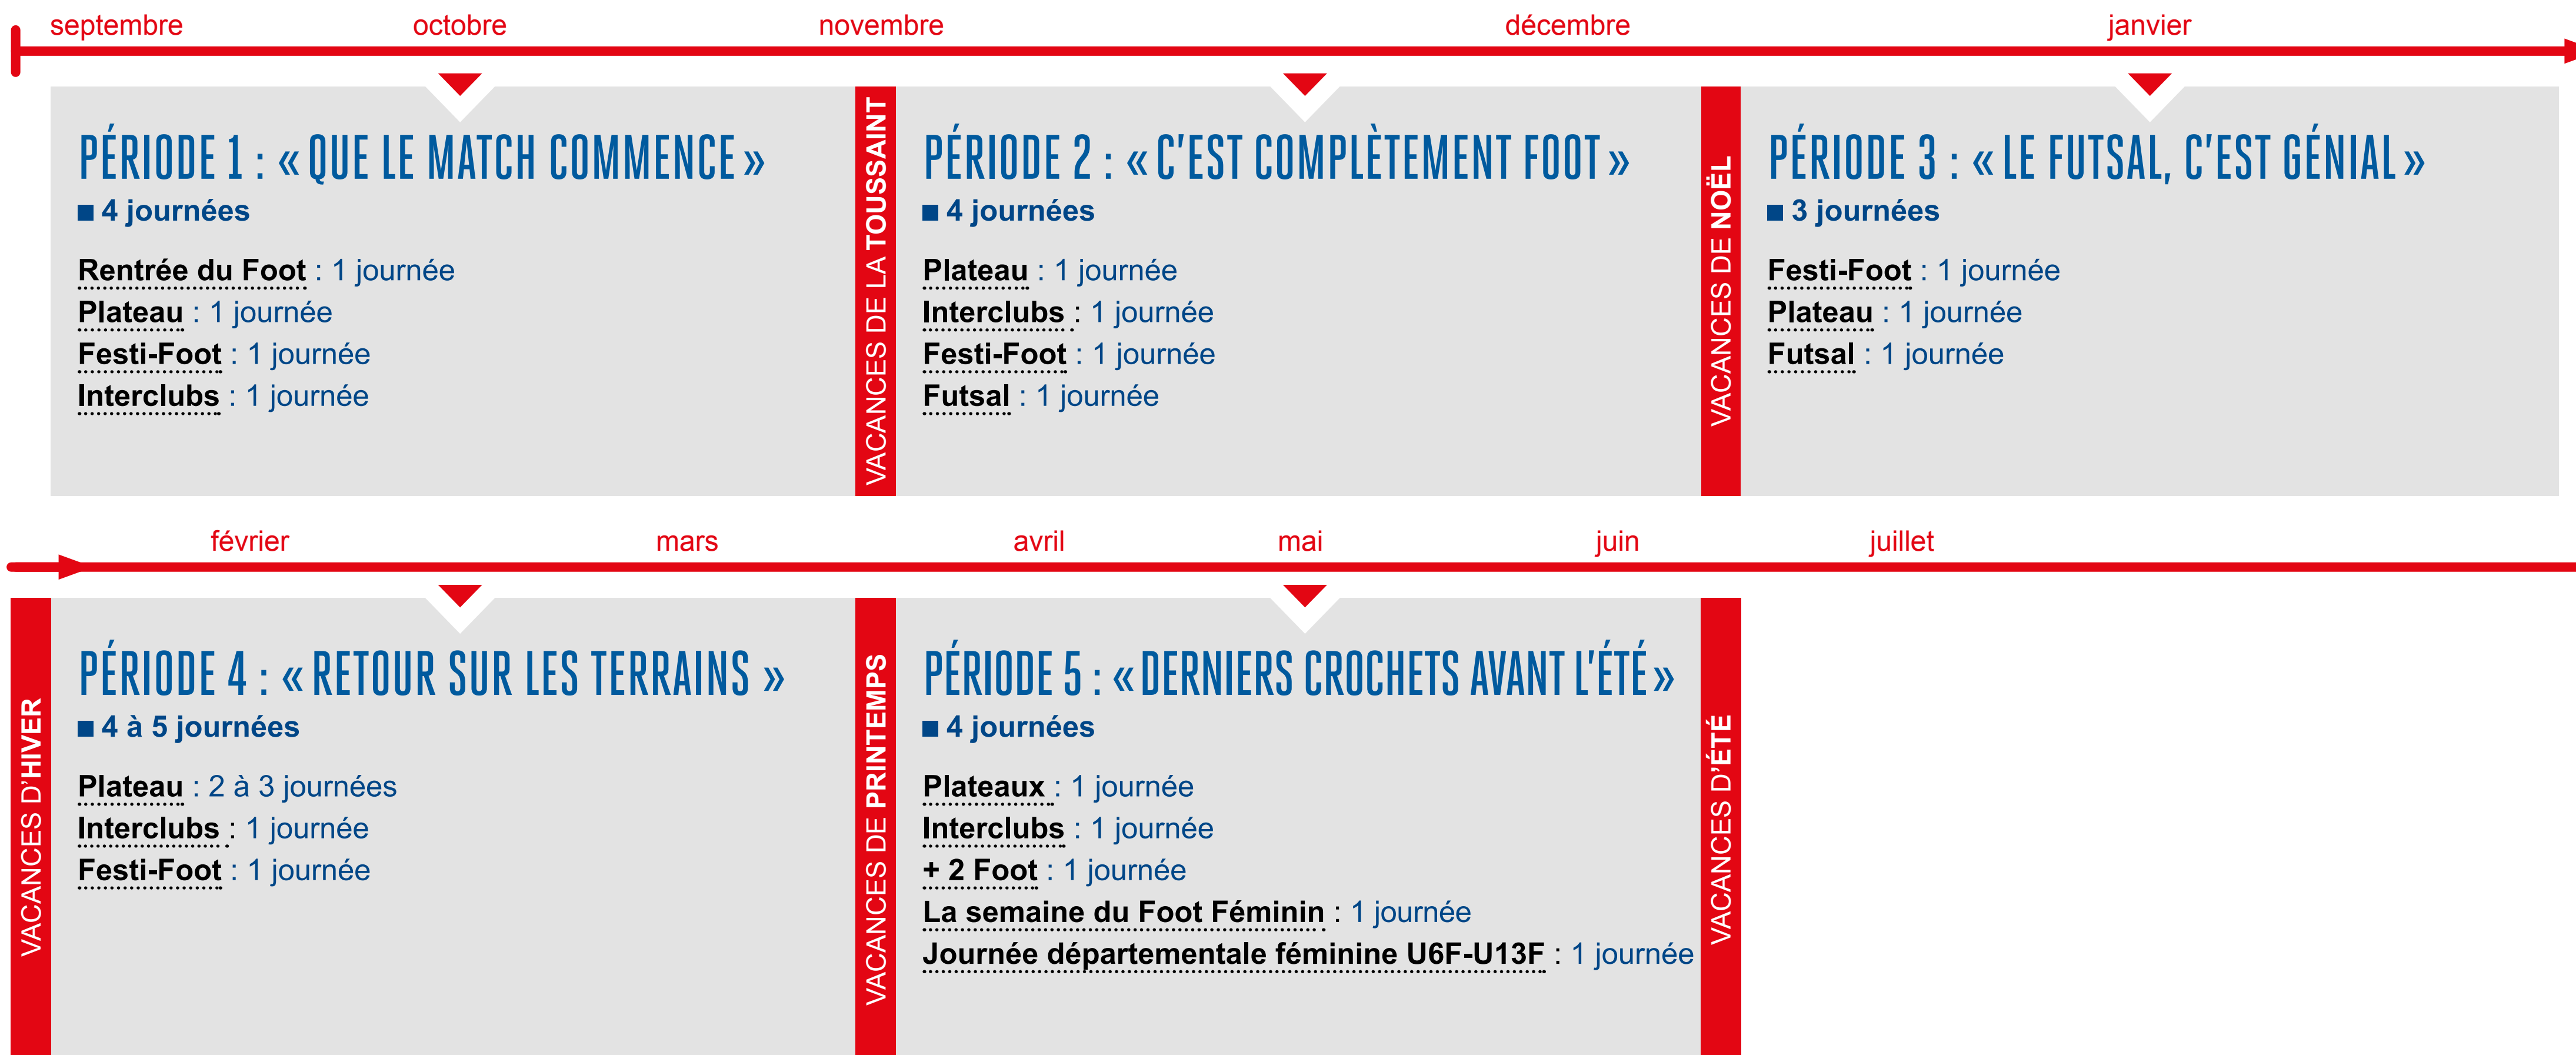 septembre octobre novembre décembre janvier
PÉRIODE 1 : « QUE LE MATCH COMMENCE »
4 journées
Rentrée du Foot : 1 journée
Plateau : 1 journée
Festi-Foot : 1 journée
Interclubs : 1 journée
VACANCES DE LA TOUSSAINT
PÉRIODE 2 : « C'EST COMPLÈTEMENT FOOT »
4 journées
Plateau : 1 journée
Interclubs : 1 journée
Festi-Foot : 1 journée
Futsal : 1 journée
VACANCES DE NOËL
PÉRIODE 3 : « LE FUTSAL, C'EST GÉNIAL »
3 journées
Festi-Foot : 1 journée
Plateau : 1 journée
Futsal : 1 journée
février mars avril mai juin juillet
VACANCES D'HIVER
PÉRIODE 4 : « RETOUR SUR LES TERRAINS »
4 à 5 journées
Plateau : 2 à 3 journées
Interclubs : 1 journée
Festi-Foot : 1 journée
VACANCES DE PRINTEMPS
PÉRIODE 5 : « DERNIERS CROCHETS AVANT L'ÉTÉ »
4 journées
Plateaux : 1 journée
Interclubs : 1 journée
+ 2 Foot : 1 journée
La semaine du Foot Féminin : 1 journée
Journée départementale féminine U6F-U13F : 1 journée
VACANCES D'ÉTÉ